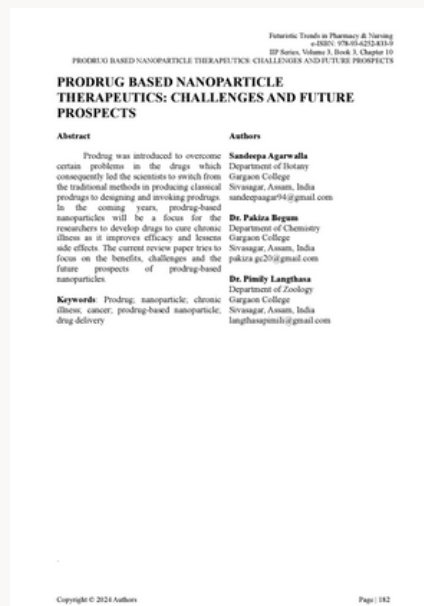 Futuristic Trends in Pharmacy & Nursing
e-ISBN: 978-93-6252-833-9
IIP Series, Volume 3, Book 3, Chapter 10
PRODRUG BASED NANOPARTICLE THERAPEUTICS: CHALLENGES AND FUTURE PROSPECTS
PRODRUG BASED NANOPARTICLE
THERAPEUTICS: CHALLENGES AND FUTURE
PROSPECTS
Abstract
Prodrug was introduced to overcome
certain problems in the drugs which
consequently led the scientists to switch from
the traditional methods in producing classical
prodrugs to designing and invoking prodrugs.
In the coming years, prodrug-based
nanoparticles will be a focus for the
researchers to develop drugs to cure chronic
illness as it improves efficacy and lessens
side effects. The current review paper tries to
focus on the benefits, challenges and the
future prospects of prodrug-based
nanoparticles.
Keywords: Prodrug; nanoparticle; chronic
illness; cancer; prodrug-based nanoparticle;
drug delivery
Authors
Sandeepa Agarwalla
Department of Botany
Gargaon College
Sivasagar, Assam, India
sandeepaagar94@gmail.com
Dr. Pakiza Begum
Department of Chemistry
Gargaon College
Sivasagar, Assam, India
pakiza.gc20@gmail.com
Dr. Pimily Langthasa
Department of Zoology
Gargaon College
Sivasagar, Assam, India
langthasapimili@gmail.com
Copyright © 2024 Authors
Page | 182